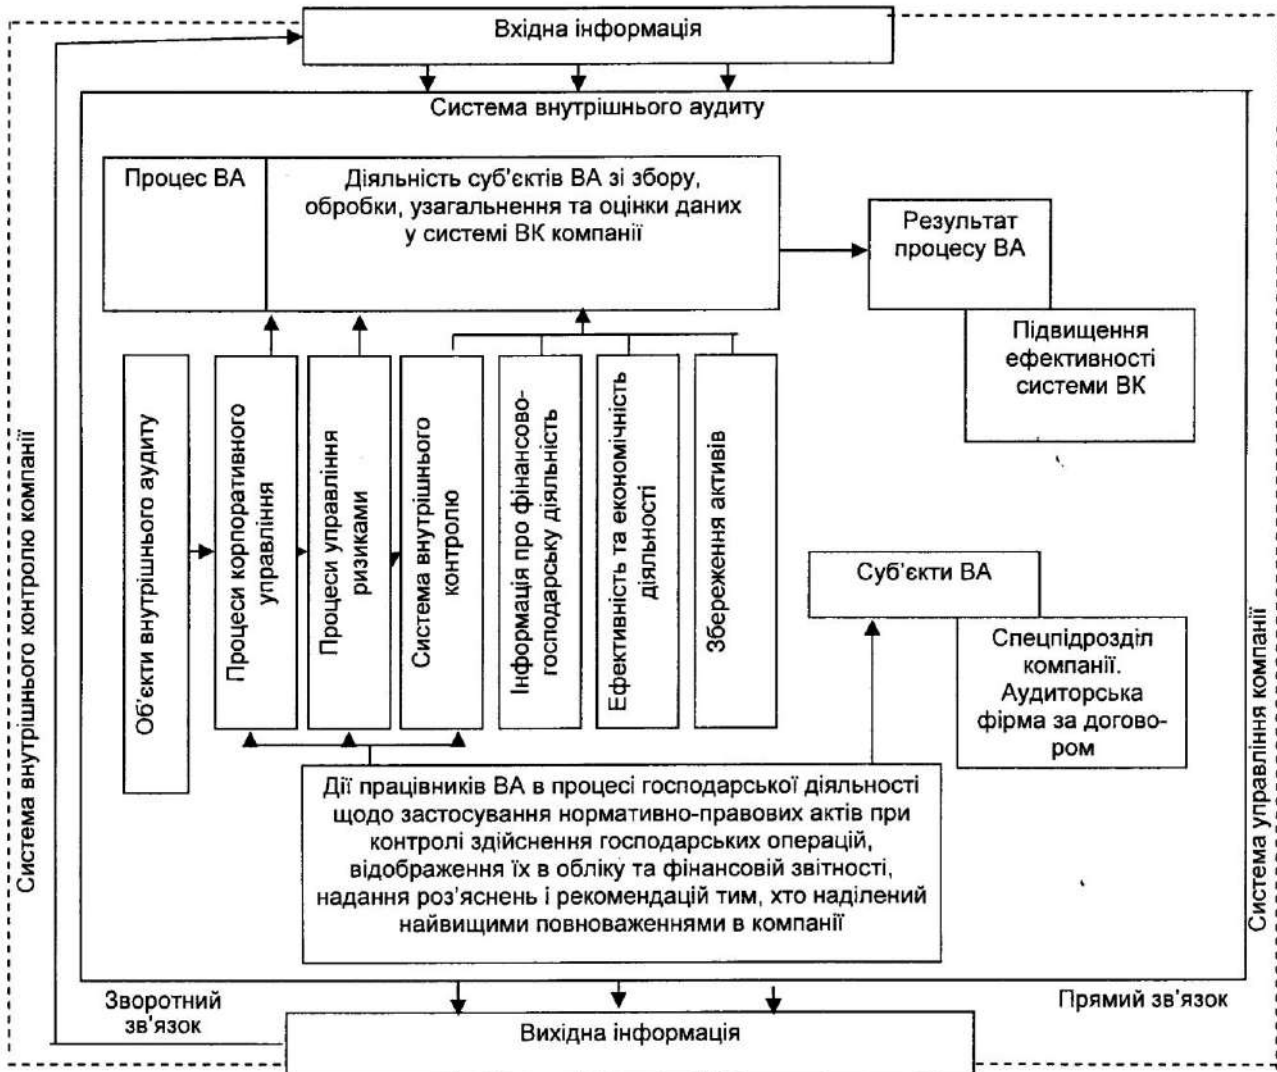 Вхідна інформація
Система внутрішнього аудиту
Процес ВА
Діяльність суб'єктів ВА зі збору,
обробки, узагальнення та оцінки даних
у системі ВК компанії
Результат
процесу ВА
Підвищення
ефективності
системи ВК
Система внутрішнього контролю компанії
Об'єкти внутрішнього аудиту
Процеси корпоративного
управління
Процеси управління
ризиками
Система внутрішнього
контролю
Інформація про фінансово-
господарську діяльність
Ефективність та економічність
діяльності
Збереження активів
Суб'єкти ВА
Спецпідрозділ
компанії.
Аудиторська
фірма за догово-
ром
Система управління компанії
Дії працівників ВА в процесі господарської діяльності
щодо застосування нормативно-правових актів при
контролі здійснення господарських операцій,
відображення їх в обліку та фінансовій звітності,
надання роз'яснень і рекомендацій тим, хто наділений
найвищими повноваженнями в компанії
Зворотний
зв'язок
Прямий зв'язок
Вихідна інформація